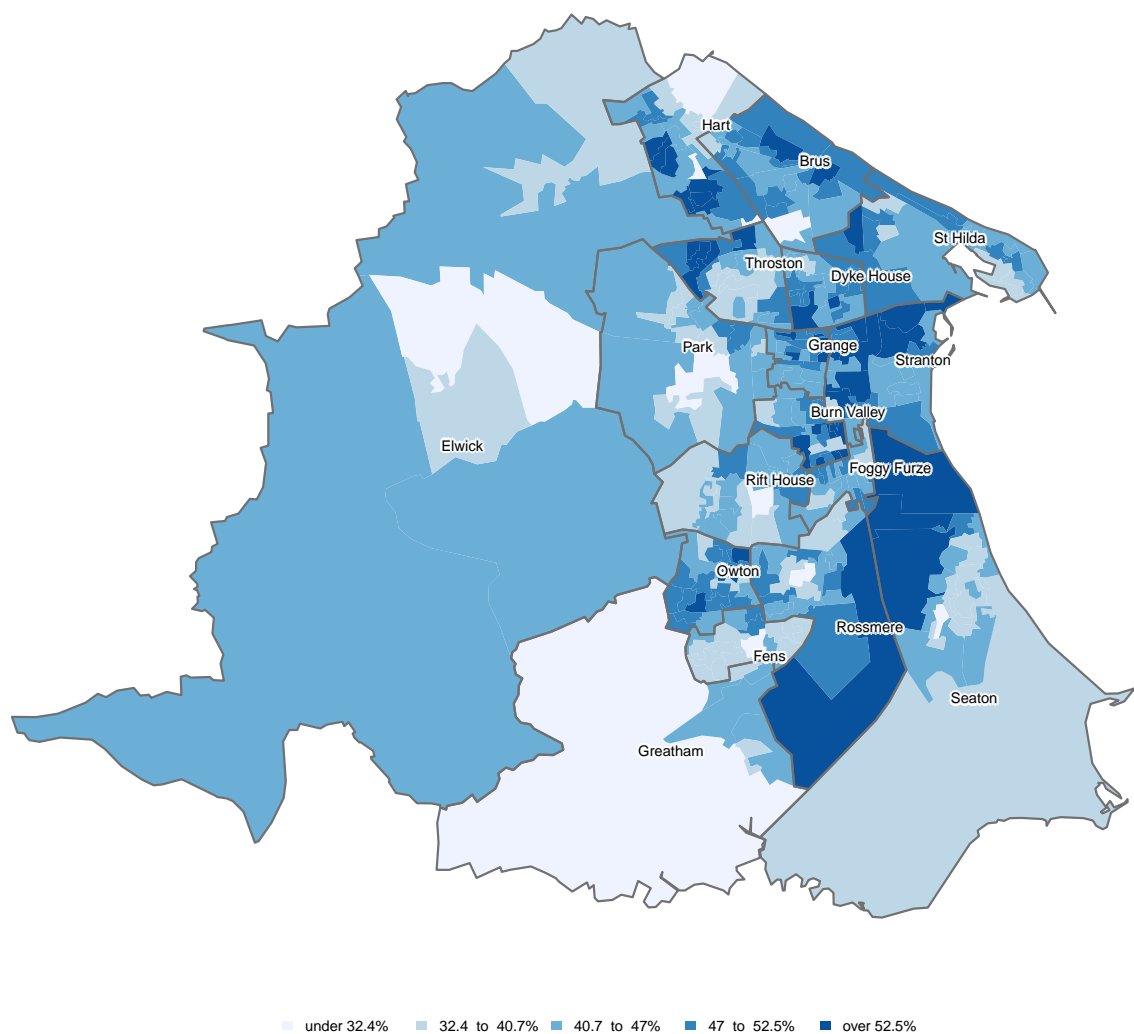 Hart
Brus
St Hilda
Throston
Dyke House
Park
Grange
Stranton
Burn Valley
Elwick
Foggy Furze
Rift House
Owton
Rossmere
Fens
Seaton
Greatham
under 32.4% 32.4 to 40.7% 40.7 to 47% 47 to 52.5% over 52.5%